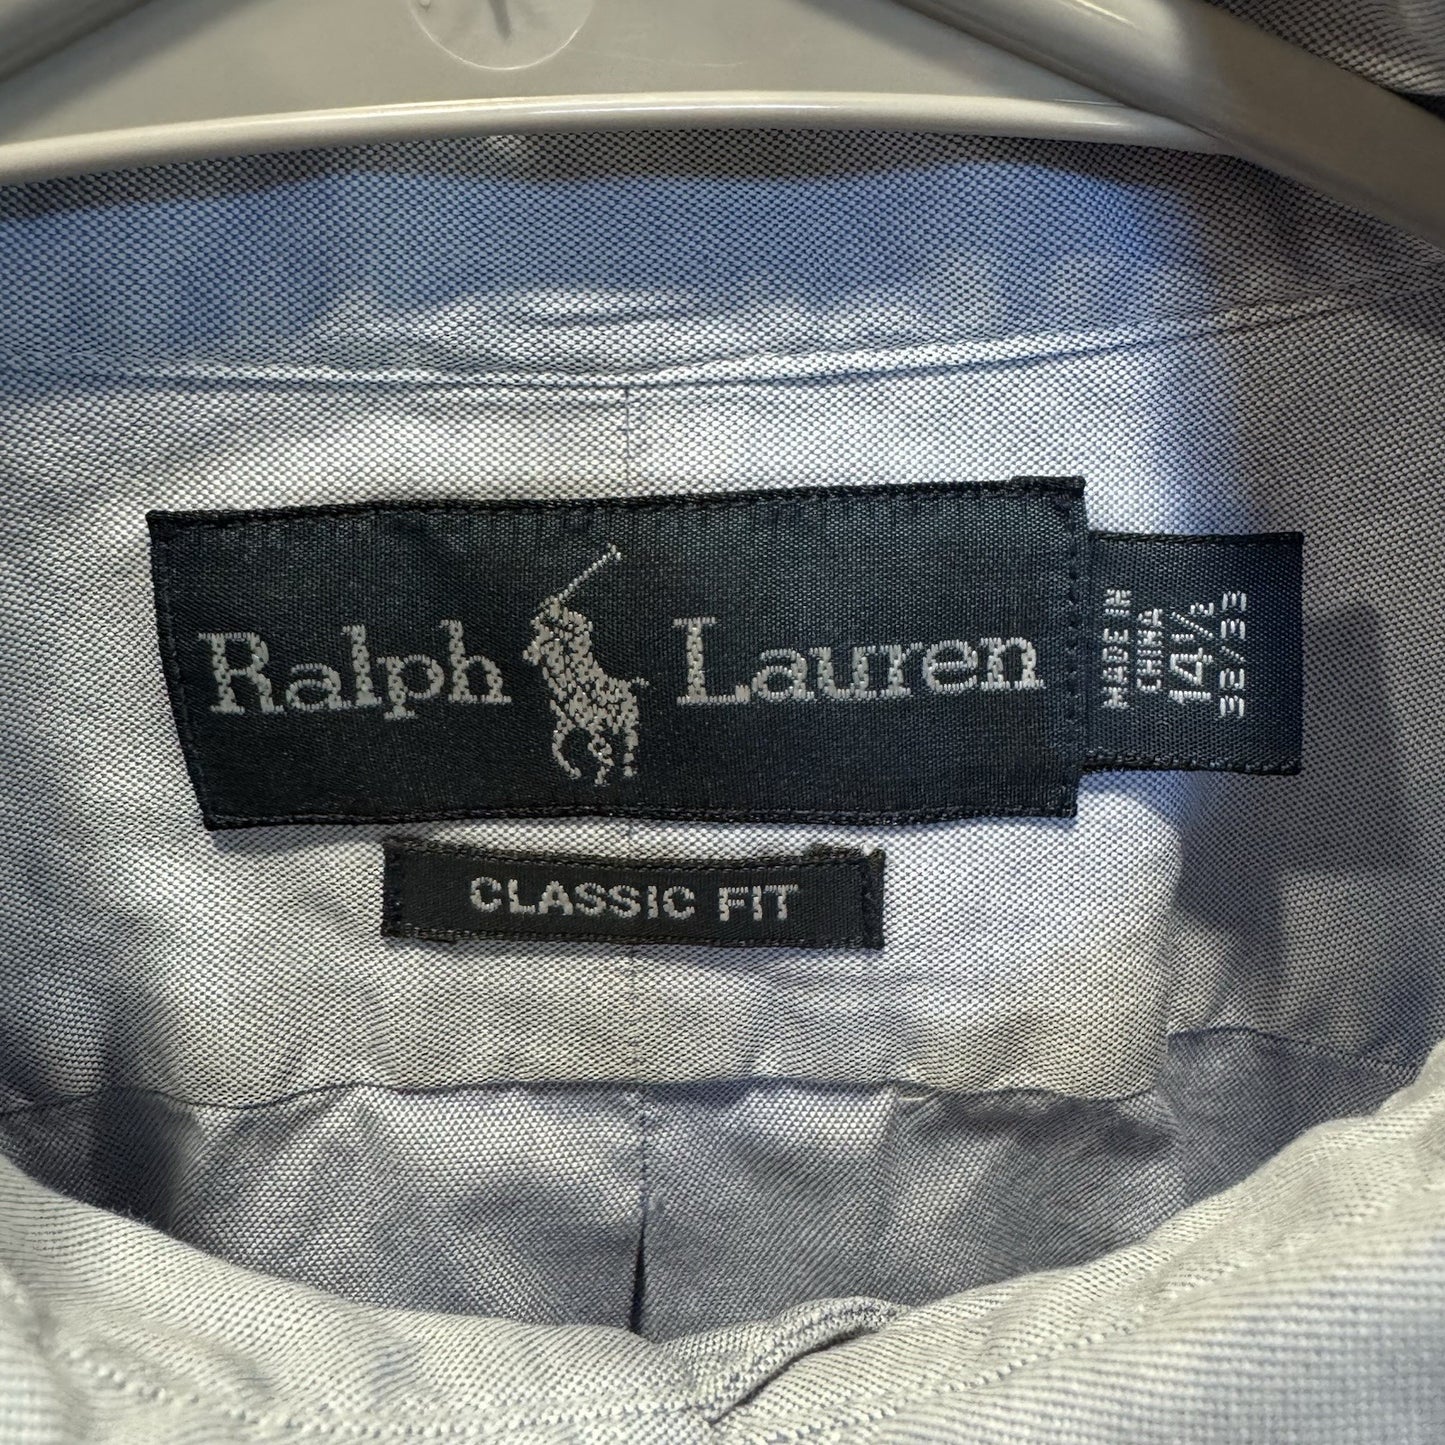 Ralph Lauren
MADE IN
CHINA
14½
32/33
CLASSIC FIT